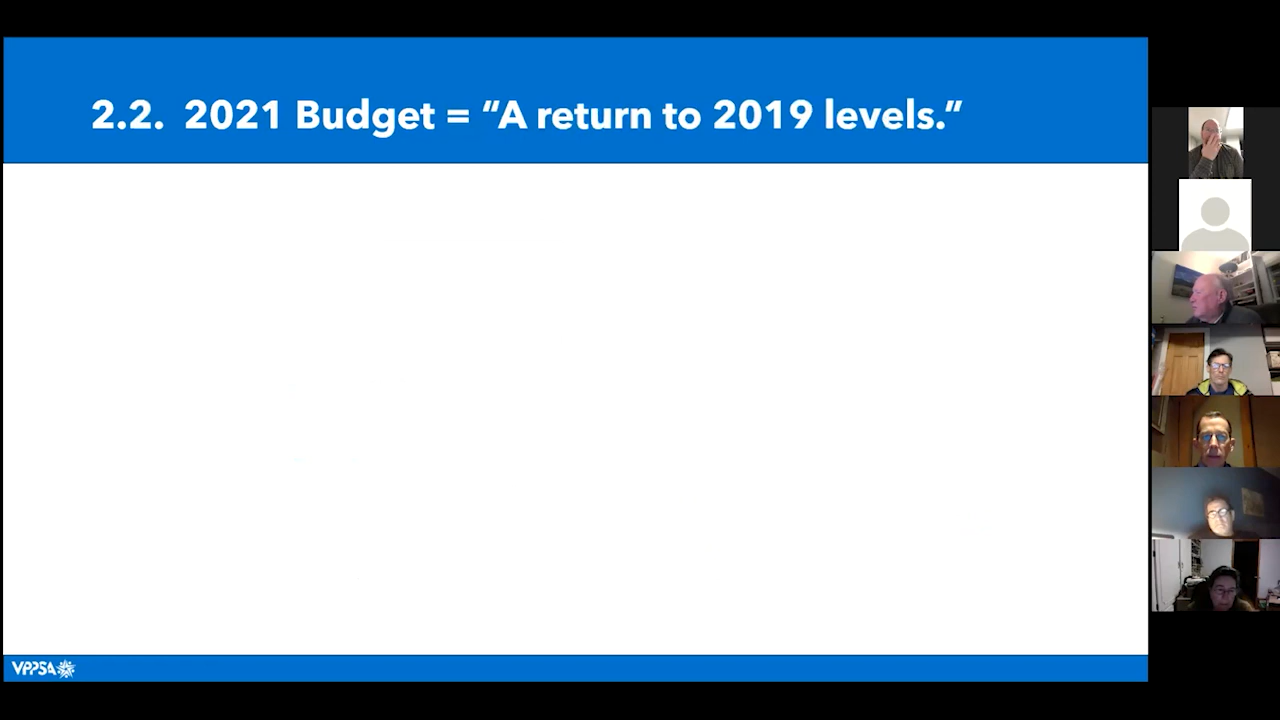 2.2. 2021 Budget = “A return to 2019 levels.”
VPPSA